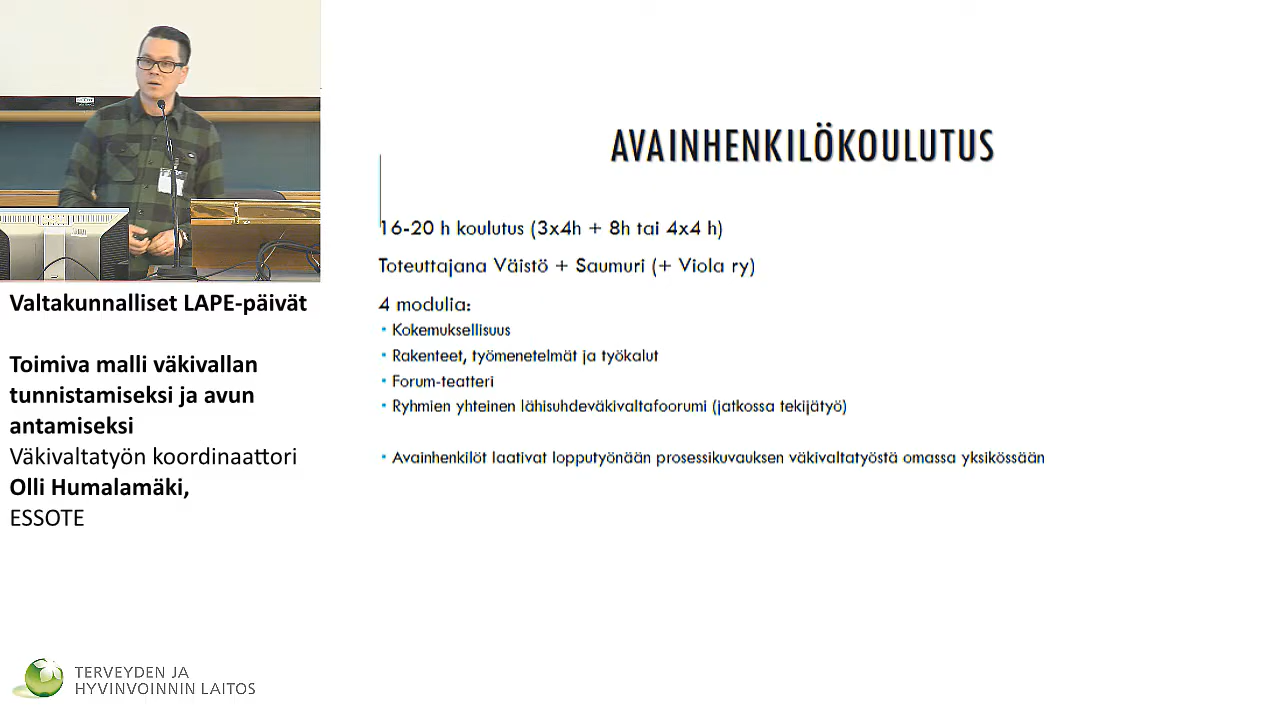 Valtakunnalliset LAPE-päivät
Toimiva malli väkivallan
tunnistamiseksi ja avun
antamiseksi
Väkivaltatyön koordinaattori
Olli Humalamäki,
ESSOTE
TERVEYDEN JA
HYVINVOINNIN LAITOS
AVAINHENKILÖKOULUTUS
16-20 h koulutus (3x4h + 8h tai 4x4 h)
Toteuttajana Väistö + Saumuri (+ Viola ry)
4 modulia:
• Kokemuksellisuus
• Rakenteet, työmenetelmät ja työkalut
• Forum-teatteri
• Ryhmien yhteinen lähisuhdeväkivaltafoorumi (jatkossa tekijätyö)
• Avainhenkilöt laativat lopputyönään prosessikuvauksen väkivaltatyöstä omassa yksikössään